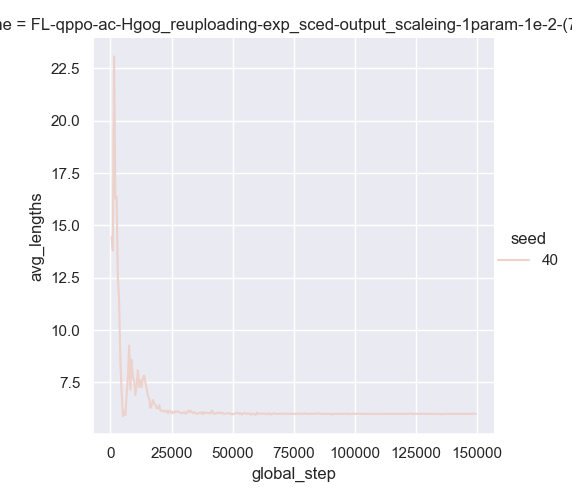 ne = FL-qppo-ac-Hgog_reuploading-exp_sced-output_scaleing-1param-1e-2-(7
22.5
20.0
17.5
15.0
12.5
10.0
7.5
avg_lengths
0 25000 50000 75000 100000 125000 150000
global_step
seed
40